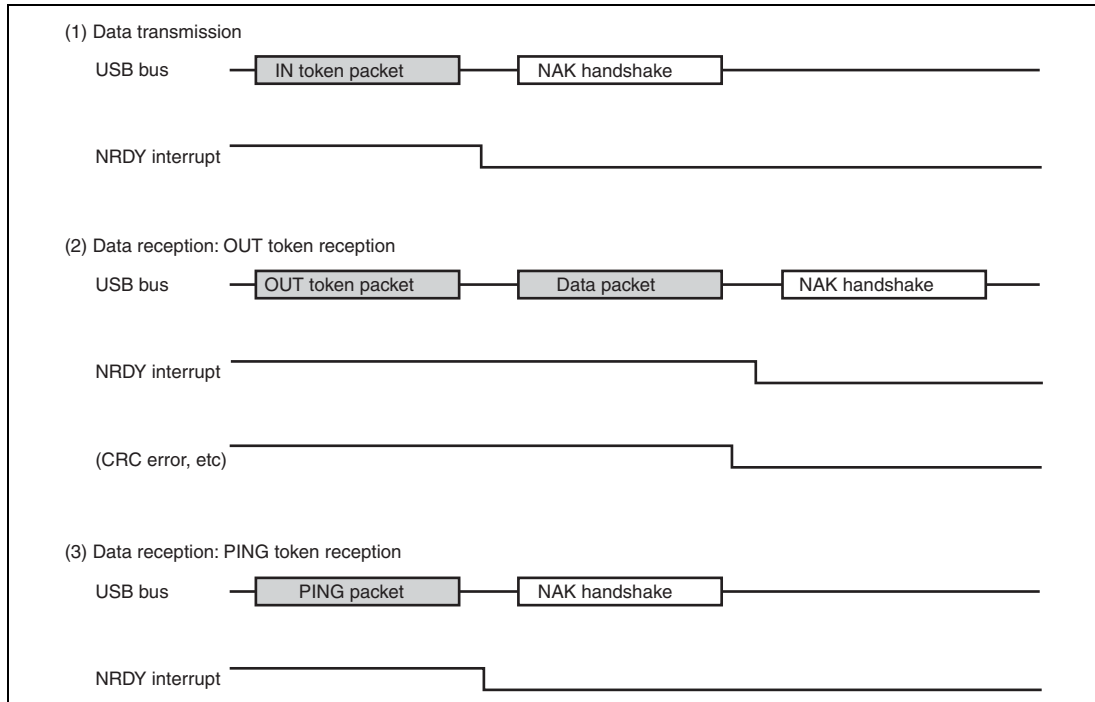 (1) Data transmission
USB bus
IN token packet
NAK handshake
NRDY interrupt
(2) Data reception: OUT token reception
USB bus
OUT token packet
Data packet
NAK handshake
NRDY interrupt
(CRC error, etc)
(3) Data reception: PING token reception
USB bus
PING packet
NAK handshake
NRDY interrupt